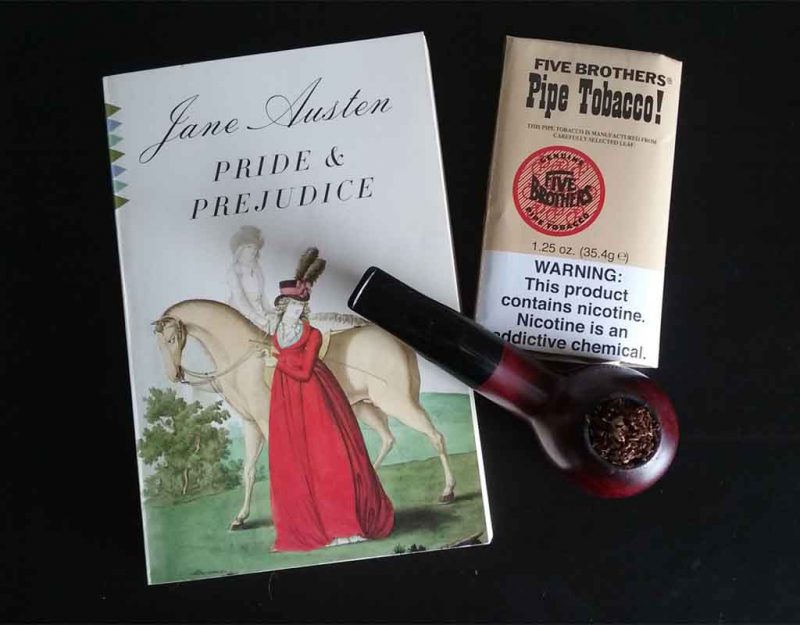 Jane Austen
PRIDE &
PREJUDICE
FIVE BROTHERS®
Pipe Tobacco!
THIS PIPE TOBACCO IS MANUFACTURED FROM
CAREFULLY SELECTED LEAF.
GENUINE
FIVE
BROTHERS
PIPE TOBACCO
1.25 oz. (35.4g ℮)
WARNING:
This product
contains nicotine.
Nicotine is an
addictive chemical.